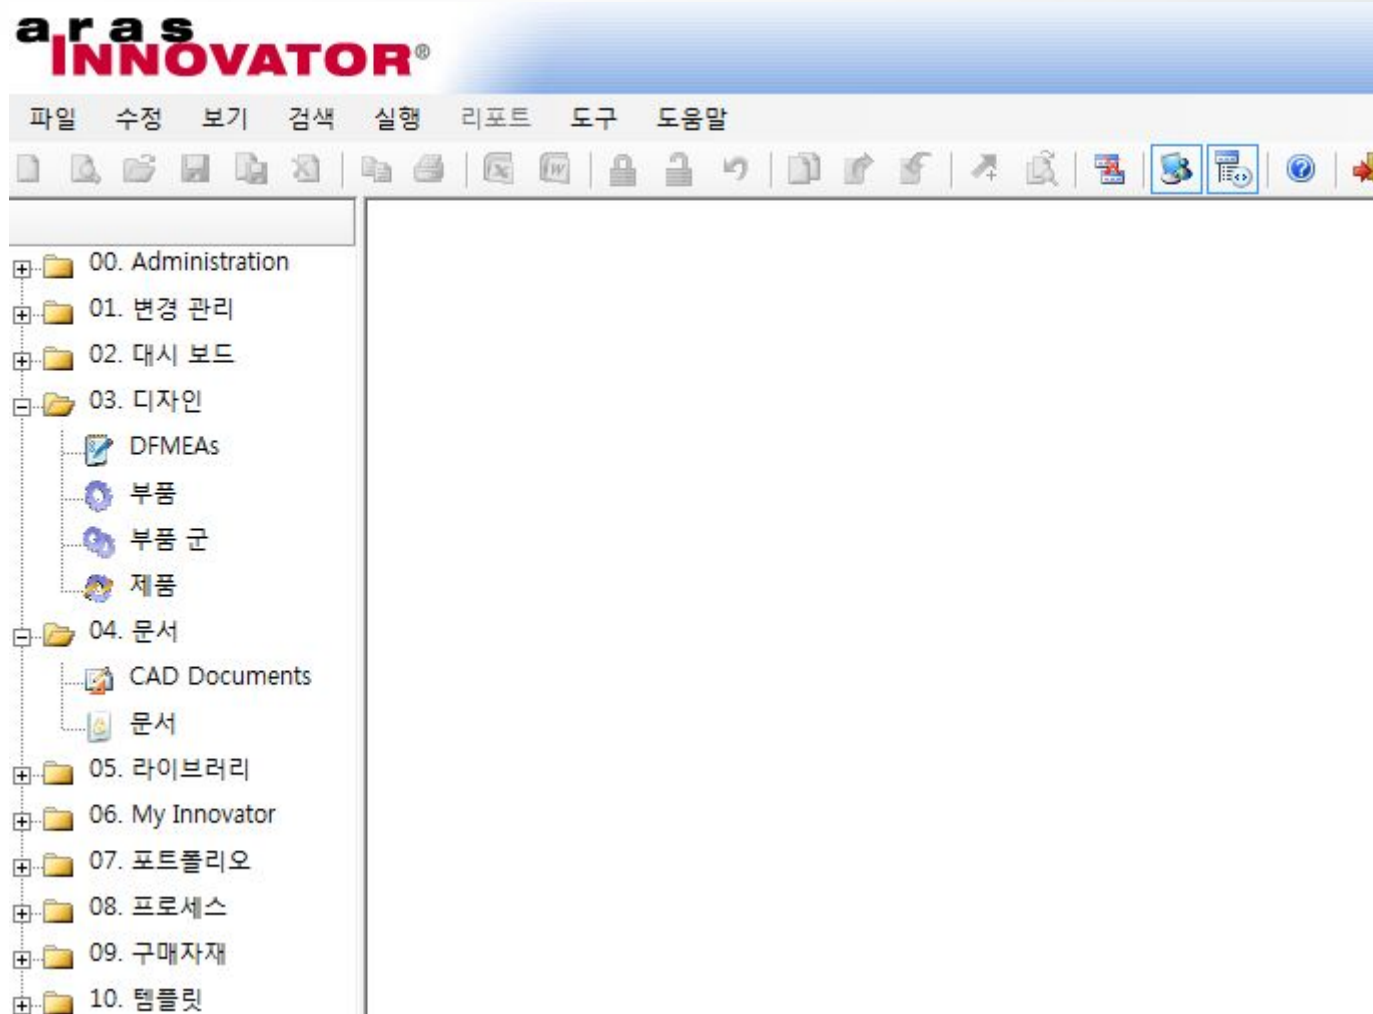 aras
INNOVATOR®
파일 수정 보기 검색 실행 리포트 도구 도움말
00. Administration
01. 변경 관리
02. 대시 보드
03. 디자인
DFMEAs
부품
부품 군
제품
04. 문서
CAD Documents
문서
05. 라이브러리
06. My Innovator
07. 포트폴리오
08. 프로세스
09. 구매자재
10. 템플릿